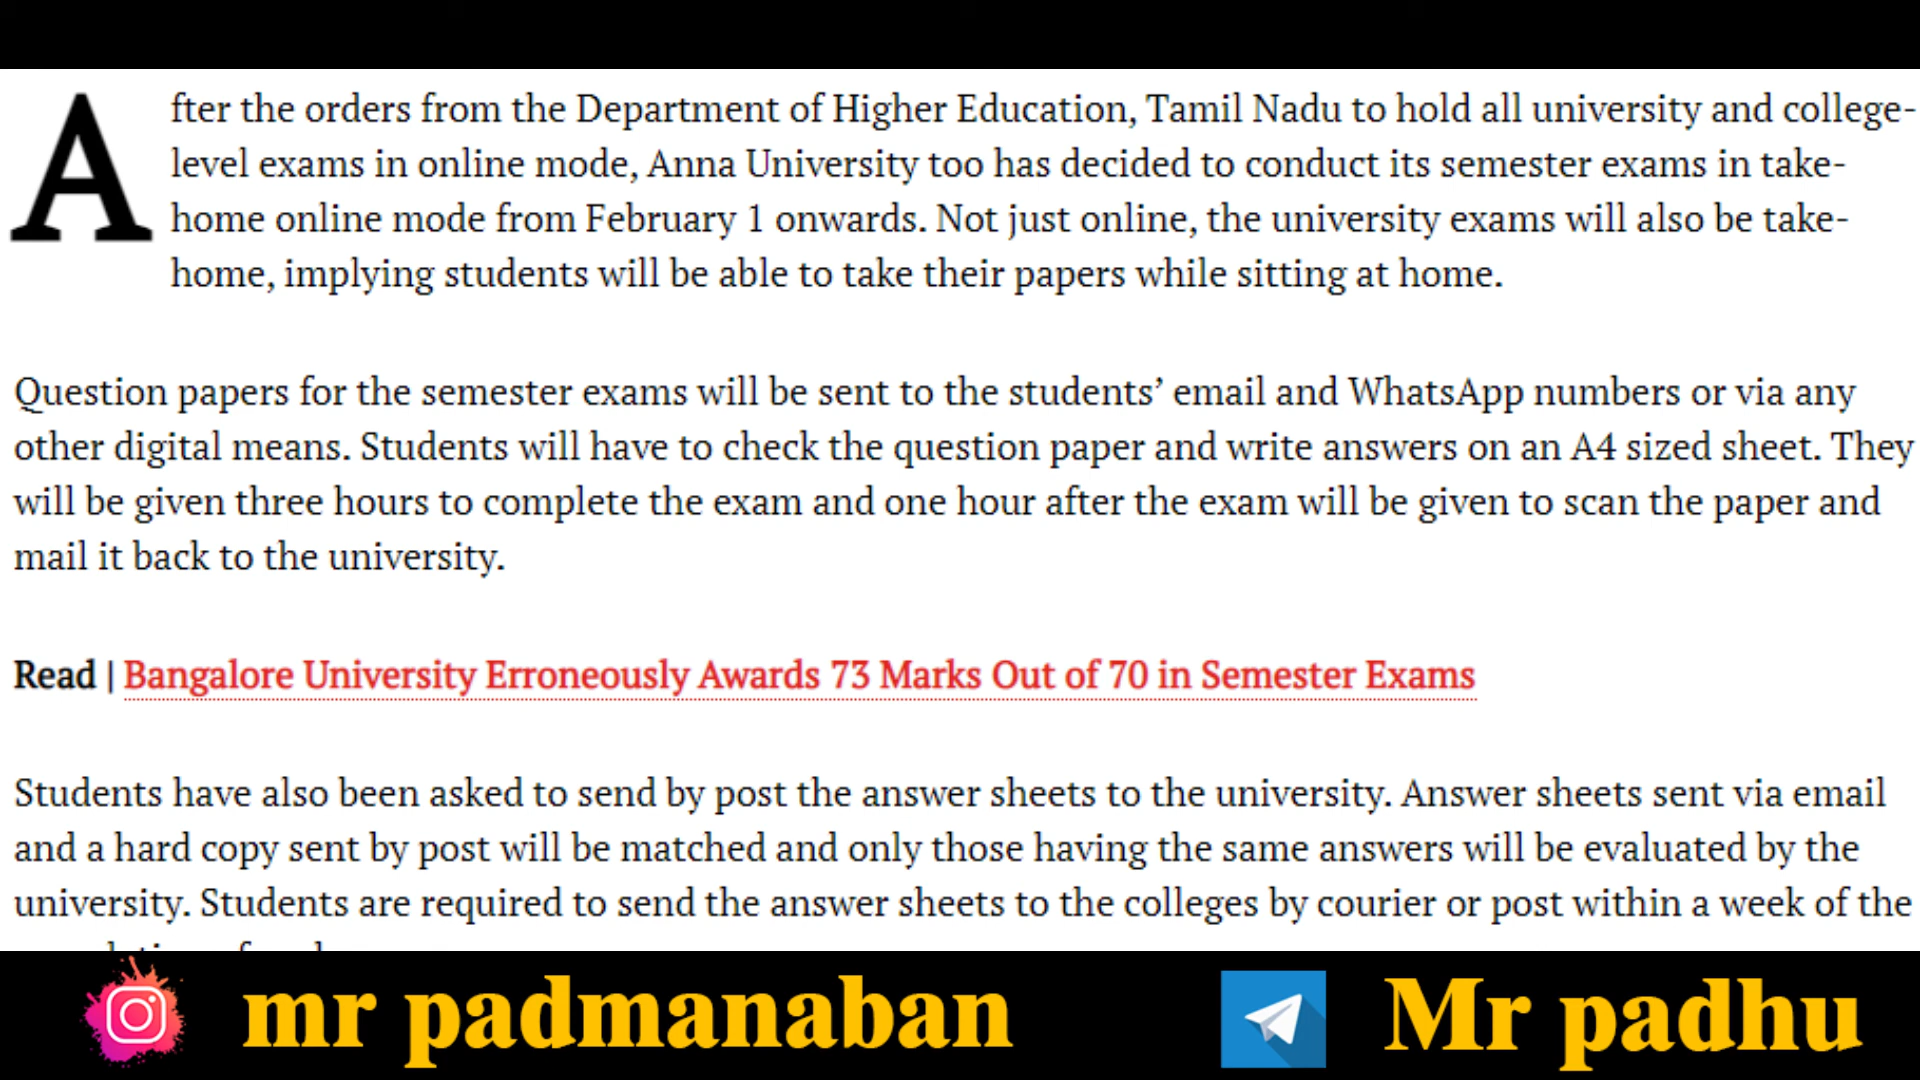 After the orders from the Department of Higher Education, Tamil Nadu to hold all university and college-
level exams in online mode, Anna University too has decided to conduct its semester exams in take-
home online mode from February 1 onwards. Not just online, the university exams will also be take-
home, implying students will be able to take their papers while sitting at home.
Question papers for the semester exams will be sent to the students’ email and WhatsApp numbers or via any
other digital means. Students will have to check the question paper and write answers on an A4 sized sheet. They
will be given three hours to complete the exam and one hour after the exam will be given to scan the paper and
mail it back to the university.
Read | Bangalore University Erroneously Awards 73 Marks Out of 70 in Semester Exams
Students have also been asked to send by post the answer sheets to the university. Answer sheets sent via email
and a hard copy sent by post will be matched and only those having the same answers will be evaluated by the
university. Students are required to send the answer sheets to the colleges by courier or post within a week of the
mr padmanaban
Mr padhu